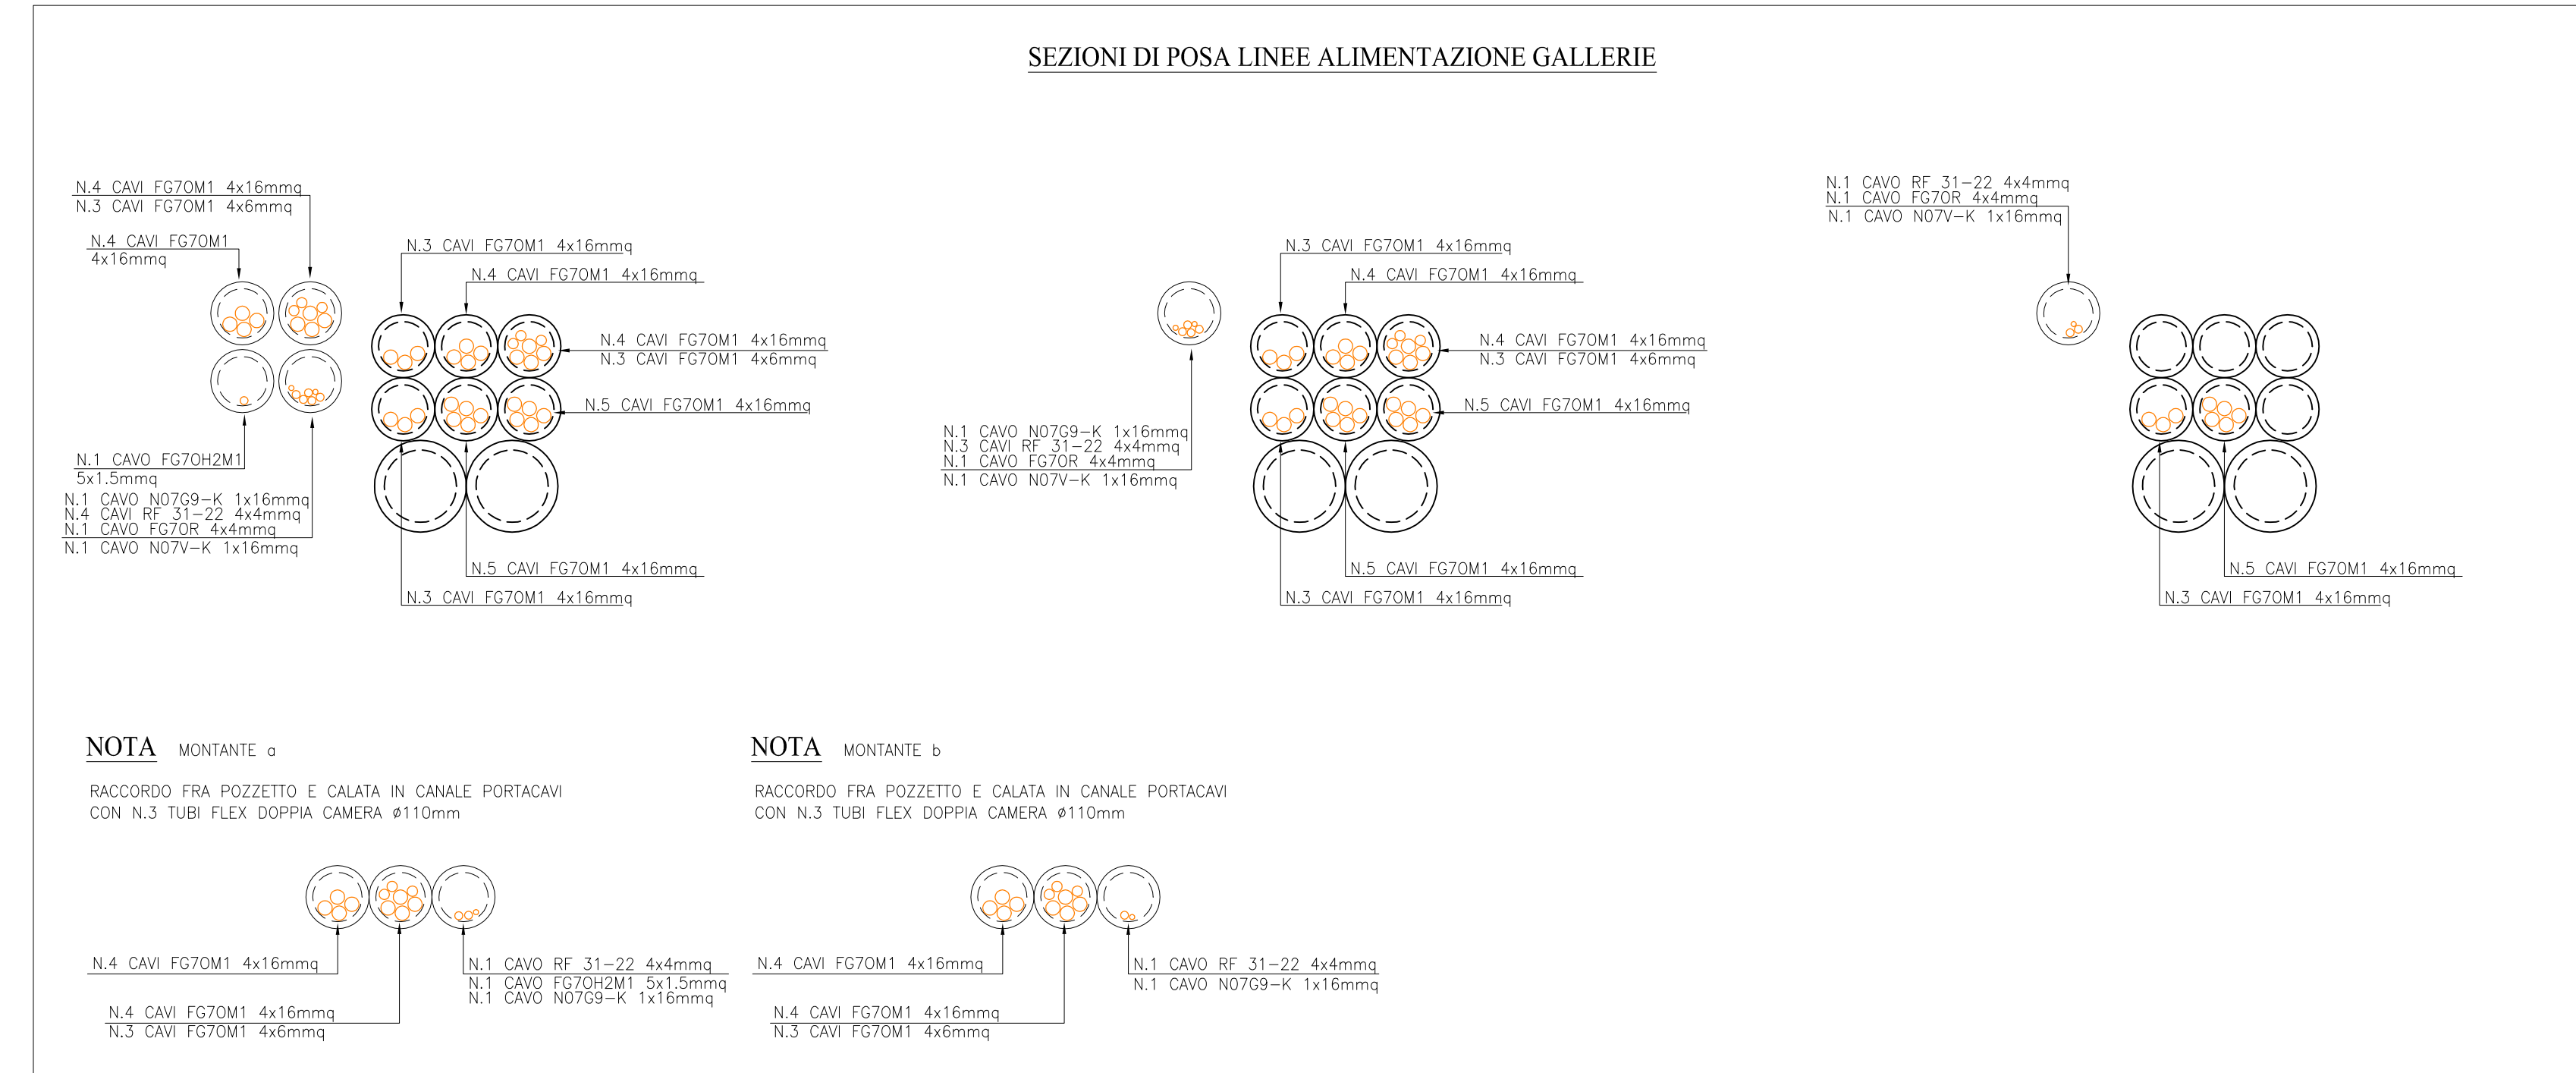 SEZIONI DI POSA LINEE ALIMENTAZIONE GALLERIE
N.4 CAVI FG7OM1 4x16mmq
N.3 CAVI FG7OM1 4x6mmq
N.4 CAVI FG7OM1
4x16mmq
N.3 CAVI FG7OM1 4x16mmq
N.4 CAVI FG7OM1 4x16mmq
N.4 CAVI FG7OM1 4x16mmq
N.3 CAVI FG7OM1 4x6mmq
N.5 CAVI FG7OM1 4x16mmq
N.1 CAVO FG7OH2M1
5x1.5mmq
N.1 CAVO N07G9-K 1x16mmq
N.4 CAVI RF 31-22 4x4mmq
N.1 CAVO FG7OR 4x4mmq
N.1 CAVO N07V-K 1x16mmq
N.5 CAVI FG7OM1 4x16mmq
N.3 CAVI FG7OM1 4x16mmq
N.3 CAVI FG7OM1 4x16mmq
N.4 CAVI FG7OM1 4x16mmq
N.4 CAVI FG7OM1 4x16mmq
N.3 CAVI FG7OM1 4x6mmq
N.5 CAVI FG7OM1 4x16mmq
N.1 CAVO N07G9-K 1x16mmq
N.3 CAVI RF 31-22 4x4mmq
N.1 CAVO FG7OR 4x4mmq
N.1 CAVO N07V-K 1x16mmq
N.5 CAVI FG7OM1 4x16mmq
N.3 CAVI FG7OM1 4x16mmq
N.1 CAVO RF 31-22 4x4mmq
N.1 CAVO FG7OR 4x4mmq
N.1 CAVO N07V-K 1x16mmq
N.5 CAVI FG7OM1 4x16mmq
N.3 CAVI FG7OM1 4x16mmq
NOTA MONTANTE a
RACCORDO FRA POZZETTO E CALATA IN CANALE PORTACAVI
CON N.3 TUBI FLEX DOPPIA CAMERA ø110mm
N.4 CAVI FG7OM1 4x16mmq
N.4 CAVI FG7OM1 4x16mmq
N.3 CAVI FG7OM1 4x6mmq
N.1 CAVO RF 31-22 4x4mmq
N.1 CAVO FG7OH2M1 5x1.5mmq
N.1 CAVO N07G9-K 1x16mmq
NOTA MONTANTE b
RACCORDO FRA POZZETTO E CALATA IN CANALE PORTACAVI
CON N.3 TUBI FLEX DOPPIA CAMERA ø110mm
N.4 CAVI FG7OM1 4x16mmq
N.4 CAVI FG7OM1 4x16mmq
N.3 CAVI FG7OM1 4x6mmq
N.1 CAVO RF 31-22 4x4mmq
N.1 CAVO N07G9-K 1x16mmq